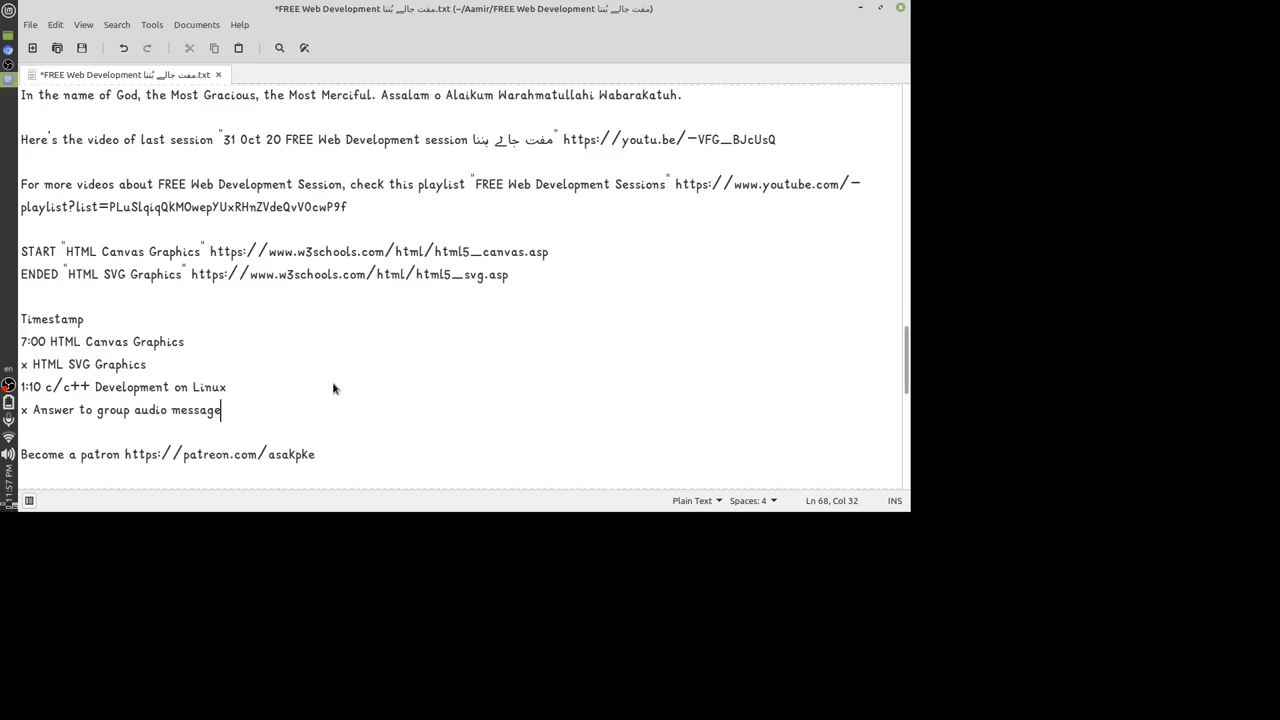 *FREE Web Development مفت جالے بُننا.txt (~/Aamir/FREE Web Development مفت جالے بُننا)
File Edit View Search Tools Documents Help
*FREE Web Development مفت جالے بُننا.txt
In the name of God, the Most Gracious, the Most Merciful. Assalam o Alaikum Warahmatullahi Wabarakatuh.
Here's the video of last session "31 Oct 20 FREE Web Development session مفت جالے بننا" https://youtu.be/-VFG_BJcUsQ
For more videos about FREE Web Development Session, check this playlist "FREE Web Development Sessions" https://www.youtube.com/-
playlist?list=PLuSlqiqQkMOwepYUxRHnZVdeQvV0cwP9f
START "HTML Canvas Graphics" https://www.w3schools.com/html/html5_canvas.asp
ENDED "HTML SVG Graphics" https://www.w3schools.com/html/html5_svg.asp
Timestamp
7:00 HTML Canvas Graphics
x HTML SVG Graphics
1:10 c/c++ Development on Linux
x Answer to group audio message
Become a patron https://patreon.com/asakpke
en
11:57 PM
Plain Text Spaces: 4 Ln 68, Col 32 INS